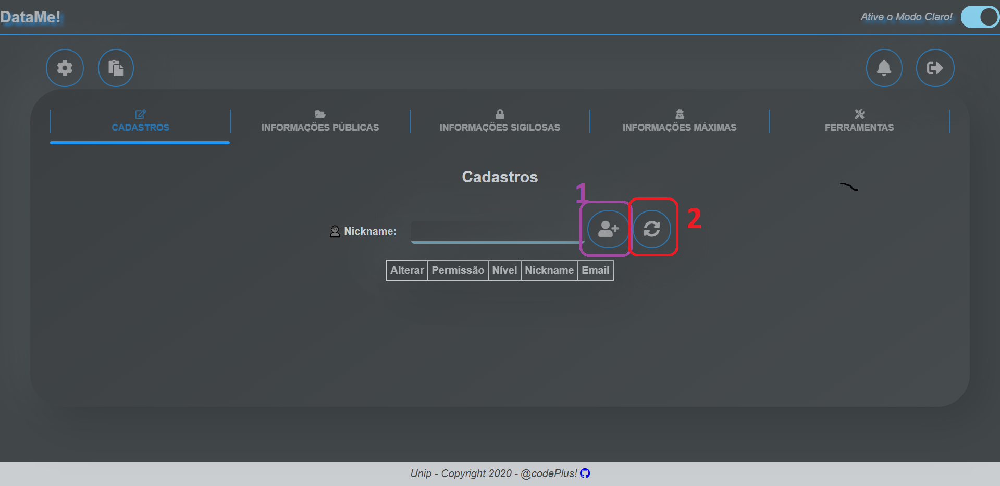 DataMe!
Ative o Modo Claro!
CADASTROS
INFORMAÇÕES PÚBLICAS
INFORMAÇÕES SIGILOSAS
INFORMAÇÕES MÁXIMAS
FERRAMENTAS
Cadastros
1
2
Nickname:
Alterar Permissão Nível Nickname Email
Unip - Copyright 2020 - @codePlus!